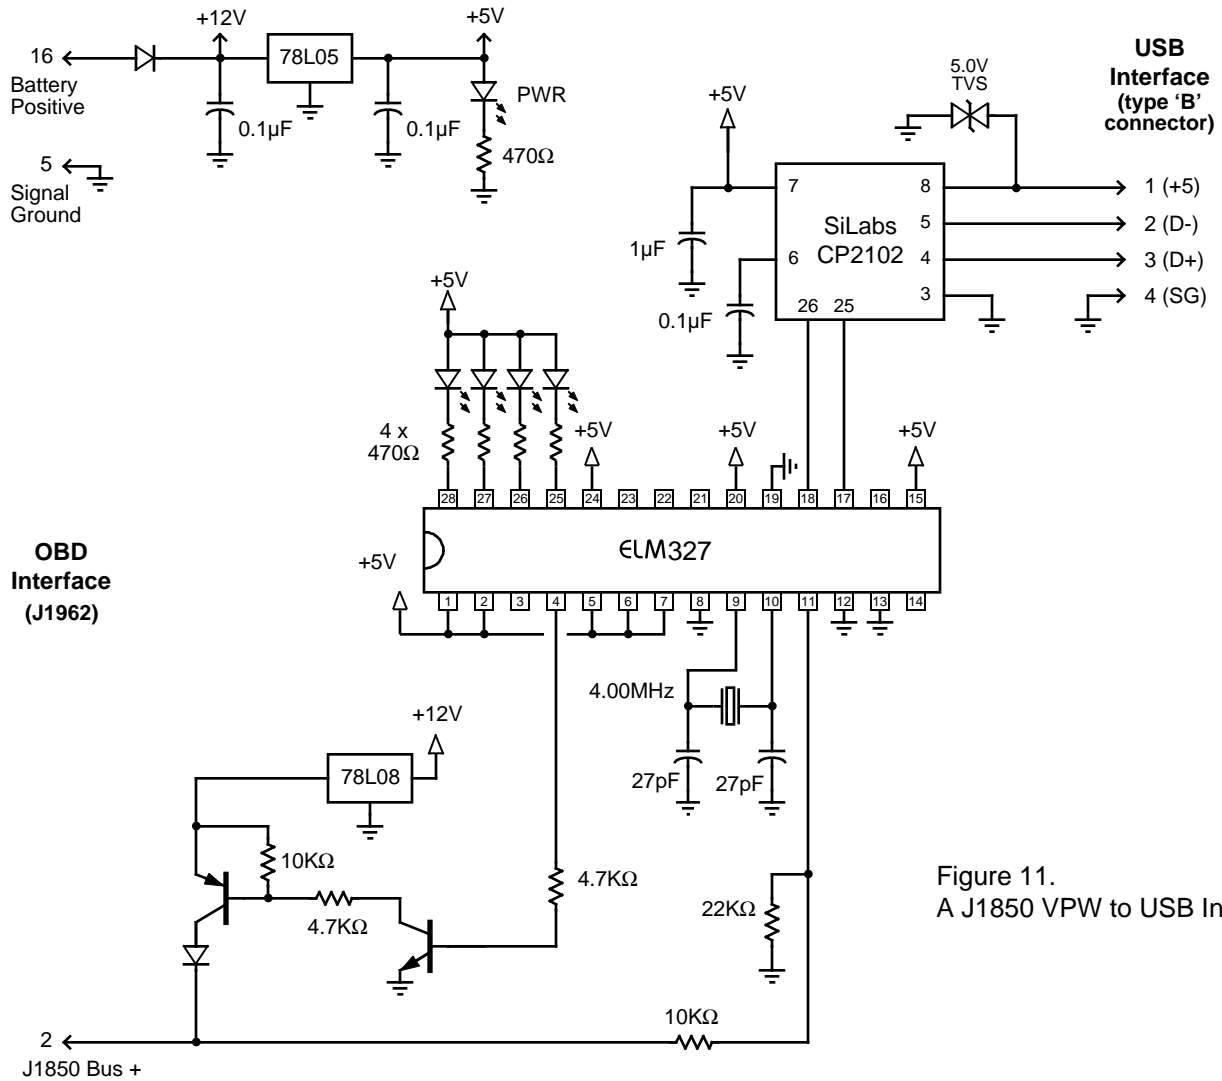 +12V
+5V
16
78L05
Battery
Positive
0.1µF
0.1µF
PWR
470Ω
5
Signal
Ground
USB
Interface
(type ‘B’
connector)
5.0V
TVS
+5V
7
8
1 (+5)
SiLabs
CP2102
5
2 (D-)
1µF
6
4
3 (D+)
3
4 (SG)
0.1µF
26
25
+5V
4 x
470Ω
+5V
+5V
+5V
28
27
26
25
24
23
22
21
20
19
18
17
16
15
ELM327
OBD
Interface
(J1962)
+5V
1
2
3
4
5
6
7
8
9
10
11
12
13
14
4.00MHz
27pF
27pF
+12V
78L08
10KΩ
4.7KΩ
4.7KΩ
22KΩ
Figure 11.
A J1850 VPW to USB In
10KΩ
2
J1850 Bus +